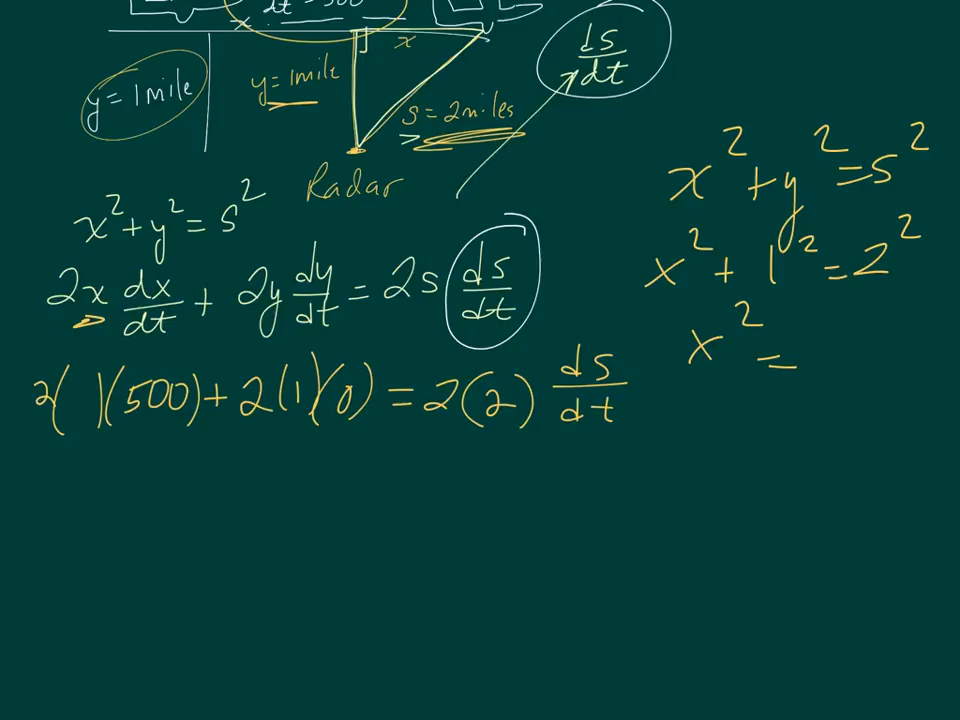 dt = 500
x
x
y = 1 mile
y = 1 mile
s = 2 miles
Radar
ds/dt
x² + y² = s²
2x dx/dt + 2y dy/dt = 2s ds/dt
2( )(500) + 2(1)(0) = 2(2) ds/dt
x² + y² = s²
x² + 1² = 2²
x² =